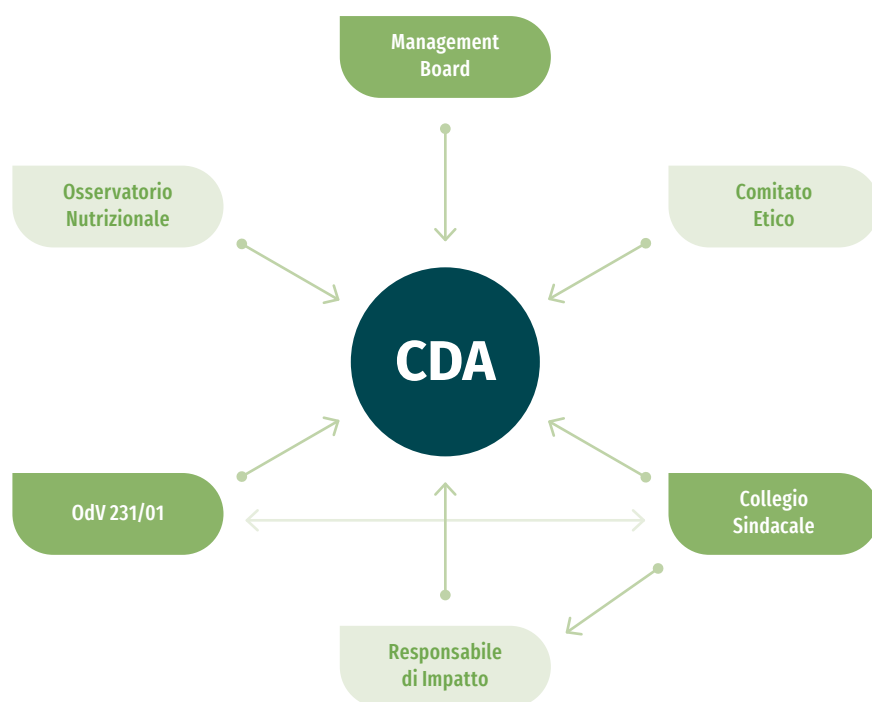 Management
Board
Osservatorio
Nutrizionale
Comitato
Etico
CDA
OdV 231/01
Collegio
Sindacale
Responsabile
di Impatto